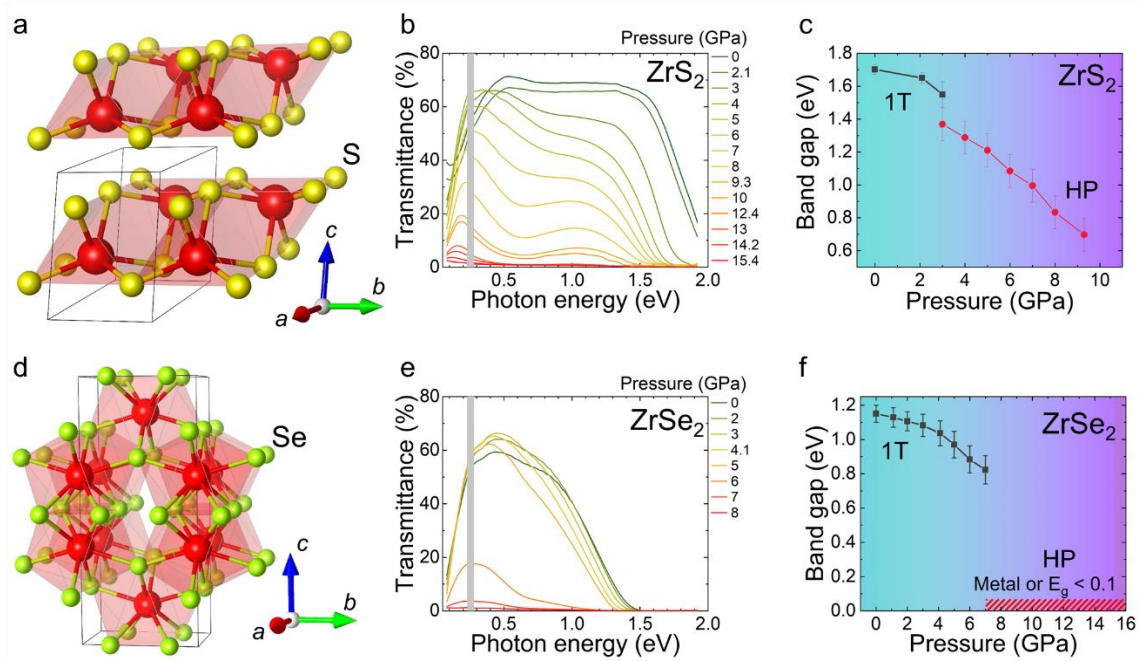 a
S
c
b
a
b
Pressure (GPa)
ZrS2
0
2.1
3
4
5
6
7
8
9.3
10
12.4
13
14.2
15.4
80
60
40
20
0
Transmittance (%)
0.5 1.0 1.5 2.0
Photon energy (eV)
c
ZrS2
1T
HP
1.8
1.6
1.4
1.2
1.0
0.8
0.6
Band gap (eV)
0 2 4 6 8 10
Pressure (GPa)
d
Se
c
b
a
e
Pressure (GPa)
ZrSe2
0
2
3
4.1
5
6
7
8
80
60
40
20
0
Transmittance (%)
0.5 1.0 1.5 2.0
Photon energy (eV)
f
ZrSe2
1T
HP
Metal or Eg < 0.1
1.2
1.0
0.8
0.6
0.4
0.2
0.0
Band gap (eV)
0 2 4 6 8 10 12 14 16
Pressure (GPa)